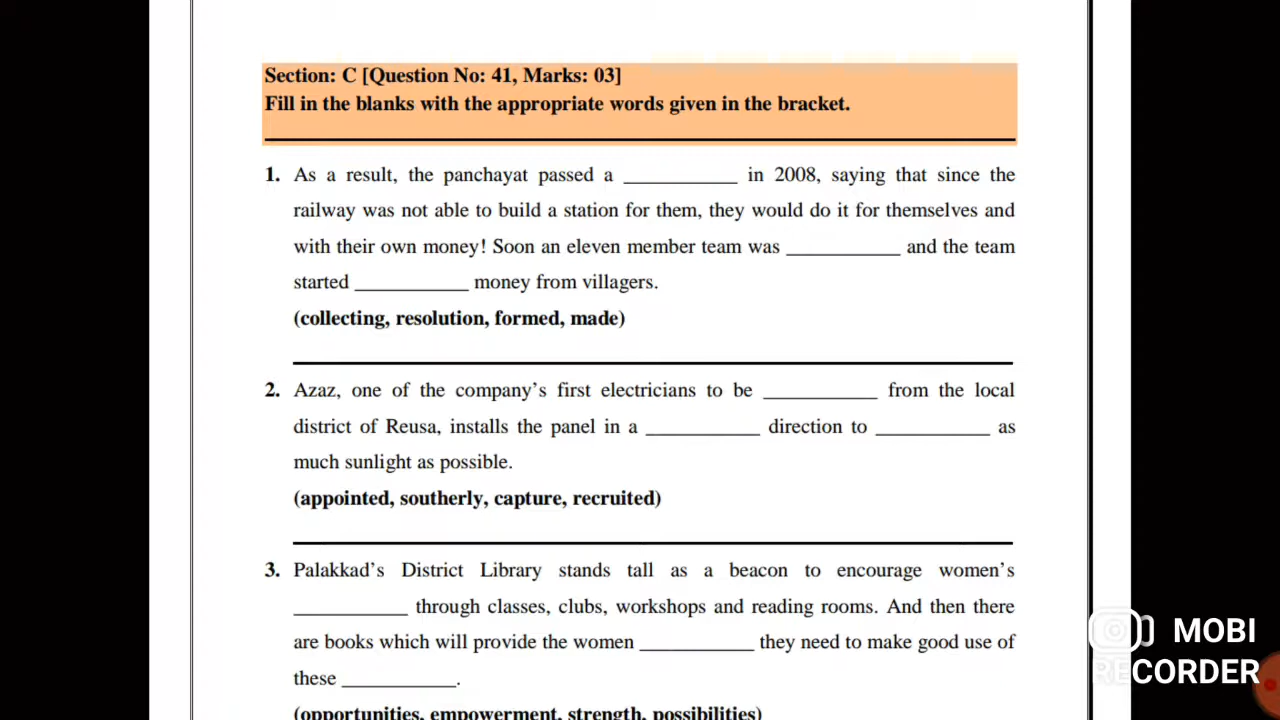 Section: C [Question No: 41, Marks: 03]
Fill in the blanks with the appropriate words given in the bracket.
1. As a result, the panchayat passed a ___________ in 2008, saying that since the
railway was not able to build a station for them, they would do it for themselves and
with their own money! Soon an eleven member team was ___________ and the team
started ___________ money from villagers.
(collecting, resolution, formed, made)
2. Azaz, one of the company's first electricians to be ___________ from the local
district of Reusa, installs the panel in a ___________ direction to ___________ as
much sunlight as possible.
(appointed, southerly, capture, recruited)
3. Palakkad's District Library stands tall as a beacon to encourage women's
___________ through classes, clubs, workshops and reading rooms. And then there
are books which will provide the women ___________ they need to make good use of
these ___________.
(opportunities, empowerment, strength, possibilities)
MOBI
RECORDER